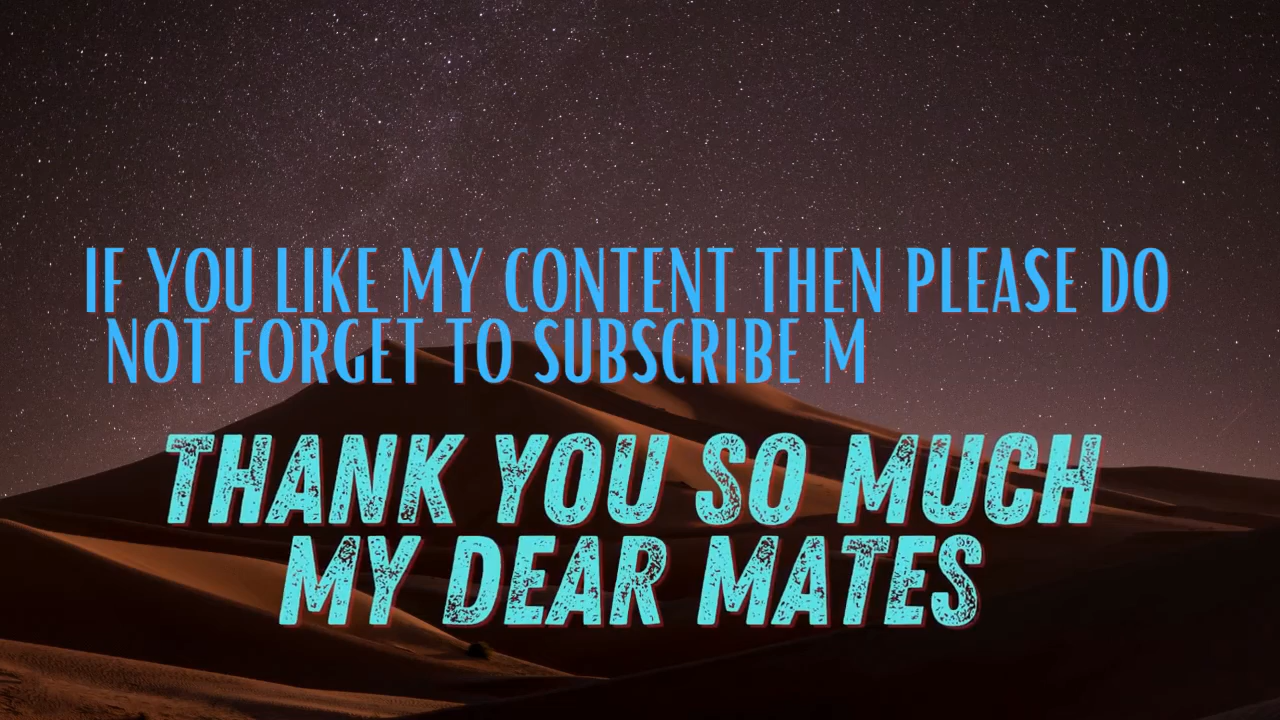 IF YOU LIKE MY CONTENT THEN PLEASE DO
NOT FORGET TO SUBSCRIBE M
THANK YOU SO MUCH
MY DEAR MATES